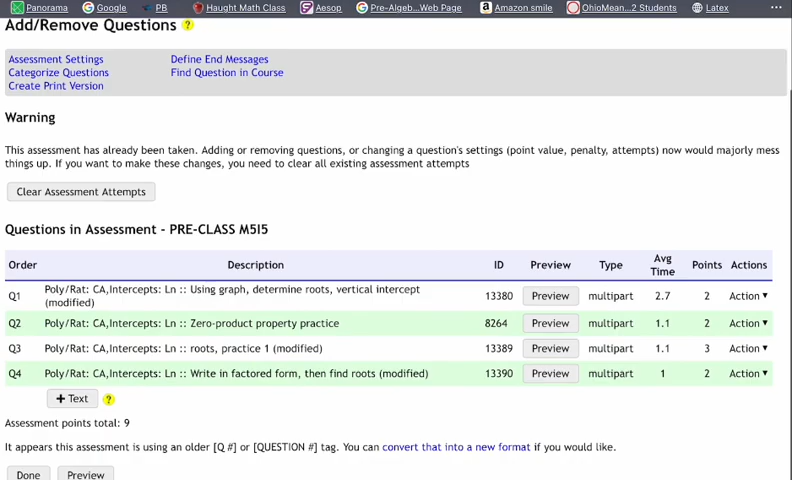 Panorama Google PB Haught Math Class Aesop Pre-Algeb...Web Page Amazon smile OhioMean...2 Students Latex ...
Add/Remove Questions ?
Assessment Settings Define End Messages
Categorize Questions Find Question in Course
Create Print Version
Warning
This assessment has already been taken. Adding or removing questions, or changing a question's settings (point value, penalty, attempts) now would majorly mess
things up. If you want to make these changes, you need to clear all existing assessment attempts
Clear Assessment Attempts
Questions in Assessment - PRE-CLASS M5I5
Order Description ID Preview Type Avg Time Points Actions
Q1 Poly/Rat: CA,Intercepts: Ln :: Using graph, determine roots, vertical intercept (modified) 13380 Preview multipart 2.7 2 Action ▼
Q2 Poly/Rat: CA,Intercepts: Ln :: Zero-product property practice 8264 Preview multipart 1.1 2 Action ▼
Q3 Poly/Rat: CA,Intercepts: Ln :: roots, practice 1 (modified) 13389 Preview multipart 1.1 3 Action ▼
Q4 Poly/Rat: CA,Intercepts: Ln :: Write in factored form, then find roots (modified) 13390 Preview multipart 1 2 Action ▼
+ Text ?
Assessment points total: 9
It appears this assessment is using an older [Q #] or [QUESTION #] tag. You can convert that into a new format if you would like.
Done Preview